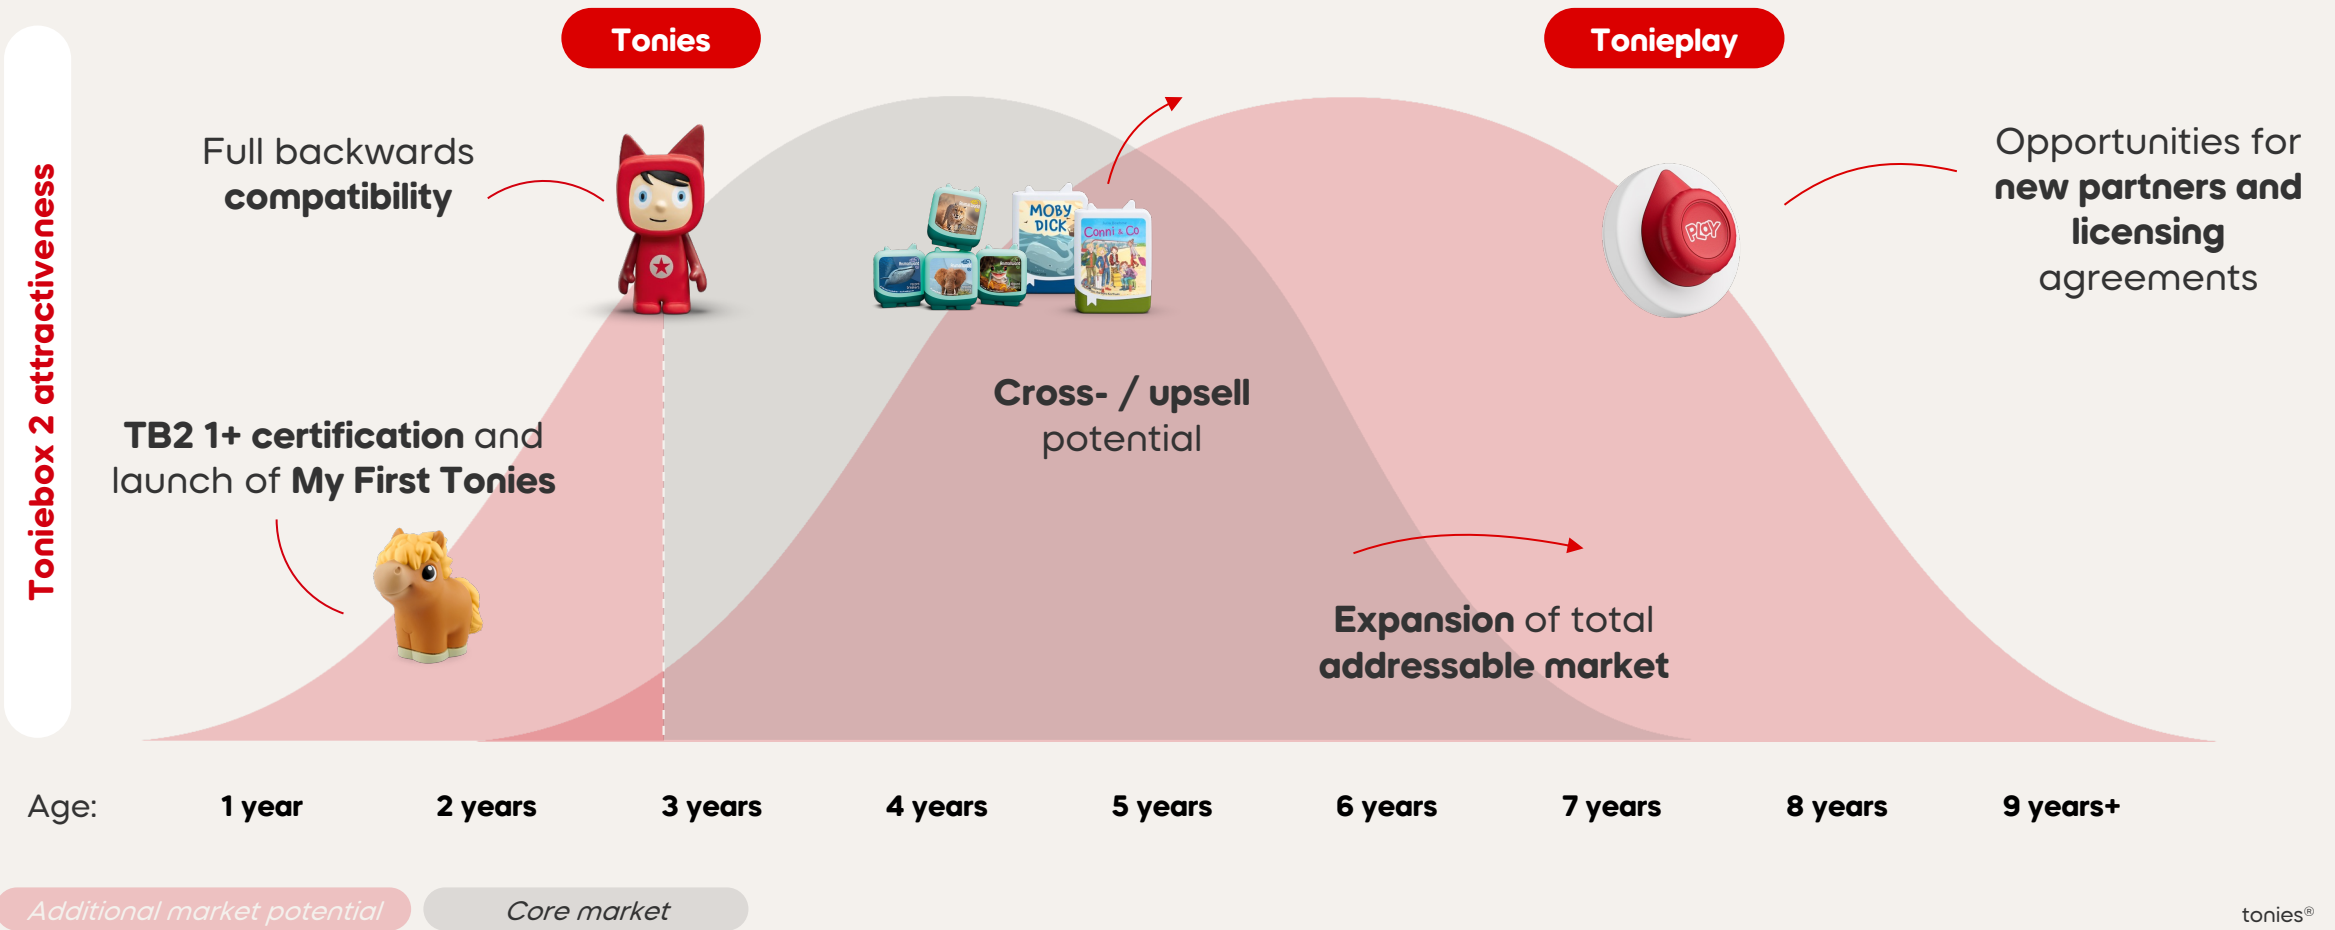 Tonies
Tonieplay
Toniebox 2 attractiveness
Full backwards
compatibility
MOBY
DICK
Conni & Co
PLAY
Opportunities for
new partners and
licensing
agreements
TB2 1+ certification and
launch of My First Tonies
Cross- / upsell
potential
Expansion of total
addressable market
Age:
1 year
2 years
3 years
4 years
5 years
6 years
7 years
8 years
9 years+
Additional market potential
Core market
tonies®